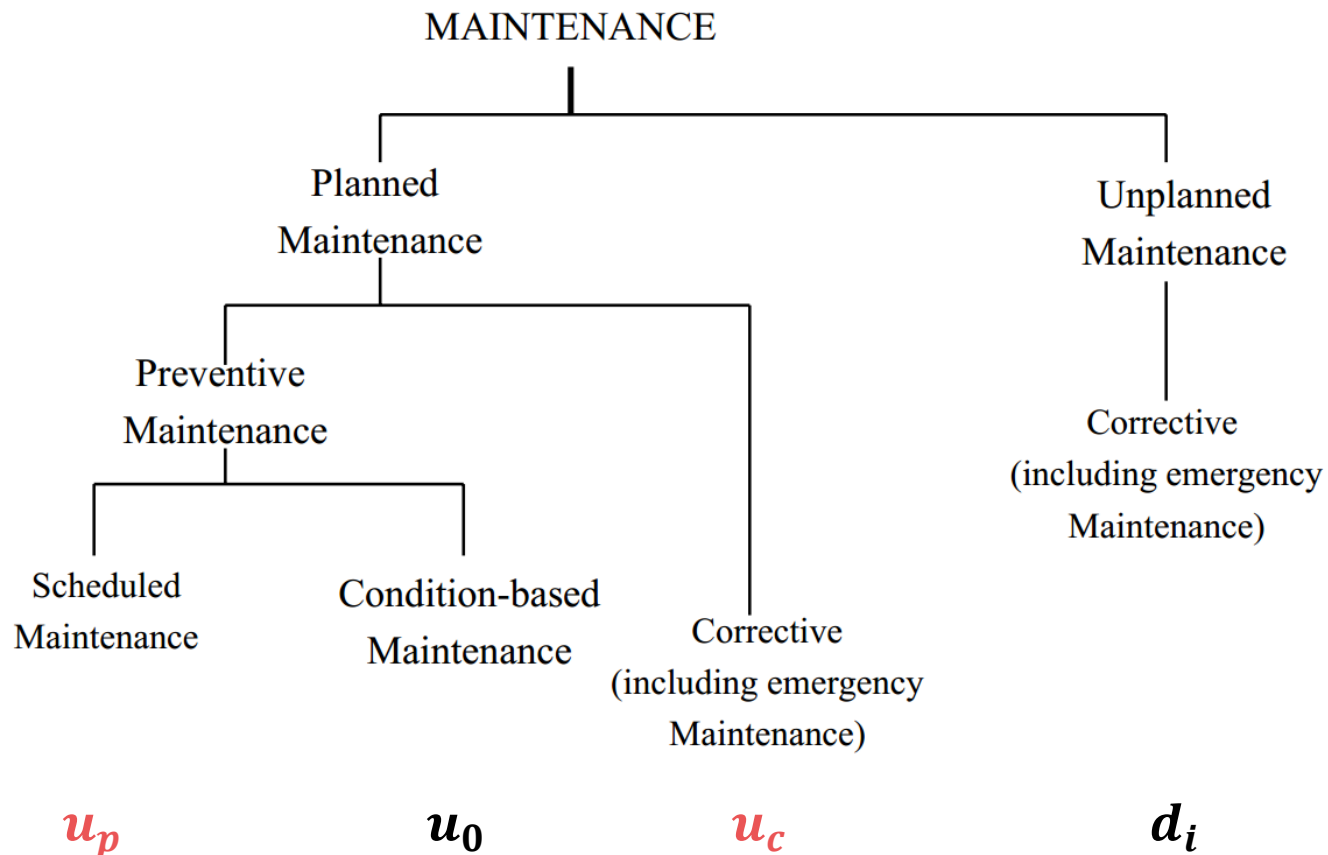 MAINTENANCE
Planned
Maintenance
Unplanned
Maintenance
Preventive
Maintenance
Corrective
(including emergency
Maintenance)
Scheduled
Maintenance
Condition-based
Maintenance
Corrective
(including emergency
Maintenance)
u_p
u_0
u_c
d_i